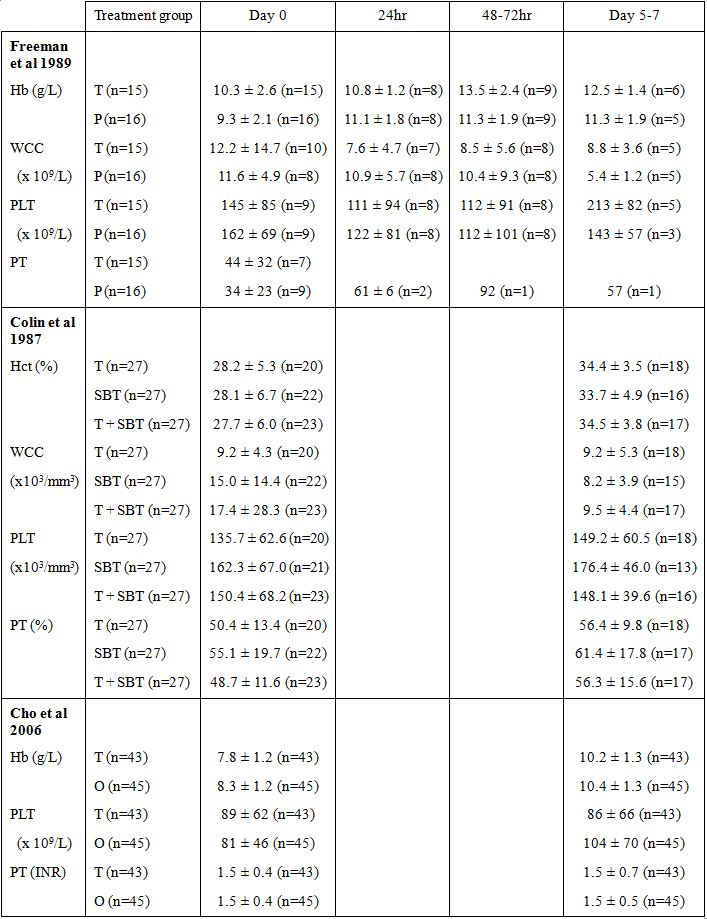 Treatment group Day 0 24hr 48-72hr Day 5-7
Freeman
et al 1989
Hb (g/L) T (n=15) 10.3 ± 2.6 (n=15) 10.8 ± 1.2 (n=8) 13.5 ± 2.4 (n=9) 12.5 ± 1.4 (n=6)
P (n=16) 9.3 ± 2.1 (n=16) 11.1 ± 1.8 (n=8) 11.3 ± 1.9 (n=9) 11.3 ± 1.9 (n=5)
WCC T (n=15) 12.2 ± 14.7 (n=10) 7.6 ± 4.7 (n=7) 8.5 ± 5.6 (n=8) 8.8 ± 3.6 (n=5)
(x 10⁹/L) P (n=16) 11.6 ± 4.9 (n=8) 10.9 ± 5.7 (n=8) 10.4 ± 9.3 (n=8) 5.4 ± 1.2 (n=5)
PLT T (n=15) 145 ± 85 (n=9) 111 ± 94 (n=8) 112 ± 91 (n=8) 213 ± 82 (n=5)
(x 10⁹/L) P (n=16) 162 ± 69 (n=9) 122 ± 81 (n=8) 112 ± 101 (n=8) 143 ± 57 (n=3)
PT T (n=15) 44 ± 32 (n=7)
P (n=16) 34 ± 23 (n=9) 61 ± 6 (n=2) 92 (n=1) 57 (n=1)
Colin et al
1987
Hct (%) T (n=27) 28.2 ± 5.3 (n=20) 34.4 ± 3.5 (n=18)
SBT (n=27) 28.1 ± 6.7 (n=22) 33.7 ± 4.9 (n=16)
T + SBT (n=27) 27.7 ± 6.0 (n=23) 34.5 ± 3.8 (n=17)
WCC T (n=27) 9.2 ± 4.3 (n=20) 9.2 ± 5.3 (n=18)
(x10³/mm³) SBT (n=27) 15.0 ± 14.4 (n=22) 8.2 ± 3.9 (n=15)
T + SBT (n=27) 17.4 ± 28.3 (n=23) 9.5 ± 4.4 (n=17)
PLT T (n=27) 135.7 ± 62.6 (n=20) 149.2 ± 60.5 (n=18)
(x10³/mm³) SBT (n=27) 162.3 ± 67.0 (n=21) 176.4 ± 46.0 (n=13)
T + SBT (n=27) 150.4 ± 68.2 (n=23) 148.1 ± 39.6 (n=16)
PT (%) T (n=27) 50.4 ± 13.4 (n=20) 56.4 ± 9.8 (n=18)
SBT (n=27) 55.1 ± 19.7 (n=22) 61.4 ± 17.8 (n=17)
T + SBT (n=27) 48.7 ± 11.6 (n=23) 56.3 ± 15.6 (n=17)
Cho et al
2006
Hb (g/L) T (n=43) 7.8 ± 1.2 (n=43) 10.2 ± 1.3 (n=43)
O (n=45) 8.3 ± 1.2 (n=45) 10.4 ± 1.3 (n=45)
PLT T (n=43) 89 ± 62 (n=43) 86 ± 66 (n=43)
(x 10⁹/L) O (n=45) 81 ± 46 (n=45) 104 ± 70 (n=45)
PT (INR) T (n=43) 1.5 ± 0.4 (n=43) 1.5 ± 0.7 (n=43)
O (n=45) 1.5 ± 0.4 (n=45) 1.5 ± 0.5 (n=45)